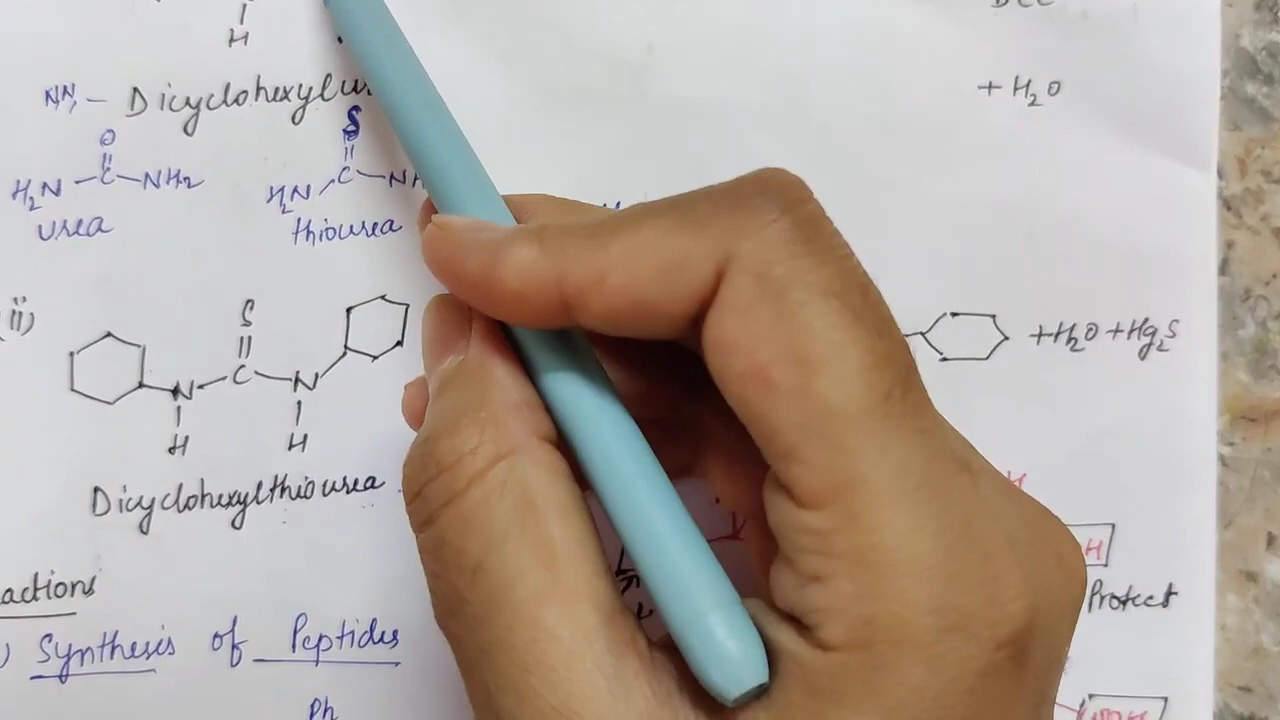 H
N,N, - Dicyclohexylu
+ H2O
O
S
H2N - C - NH2
H2N - C - NH
urea
thiourea
ii)
S
N - C - N
+H2O +Hg2S
H
H
Dicyclohexylthiourea
H
actions
Protect
) Synthesis of Peptides
Ph